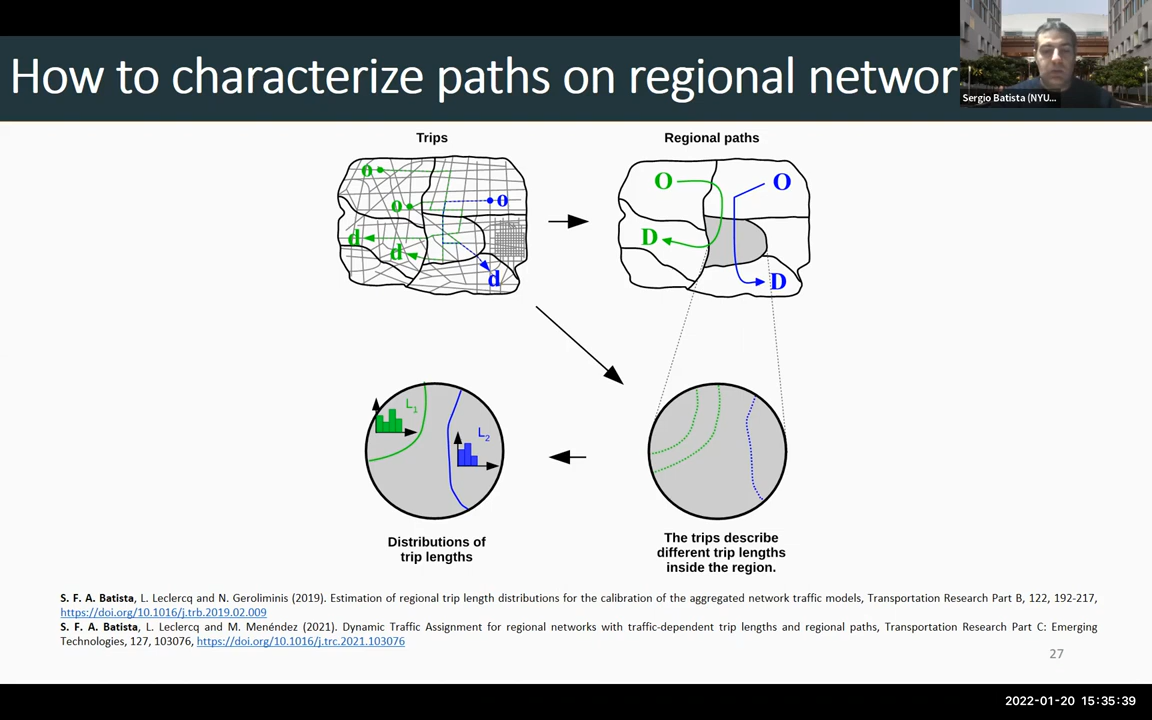 How to characterize paths on regional networ
Sergio Batista (NYU...
Trips
Regional paths
o
o
o
d
d
d
O
O
D
D
L1
L2
Distributions of
trip lengths
The trips describe
different trip lengths
inside the region.
S. F. A. Batista, L. Leclercq and N. Geroliminis (2019). Estimation of regional trip length distributions for the calibration of the aggregated network traffic models, Transportation Research Part B, 122, 192-217,
https://doi.org/10.1016/j.trb.2019.02.009
S. F. A. Batista, L. Leclercq and M. Menéndez (2021). Dynamic Traffic Assignment for regional networks with traffic-dependent trip lengths and regional paths, Transportation Research Part C: Emerging
Technologies, 127, 103076, https://doi.org/10.1016/j.trc.2021.103076
27
2022-01-20 15:35:39